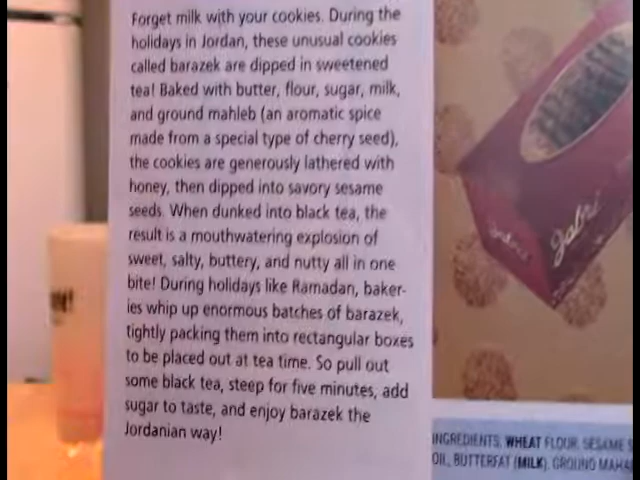 Forget milk with your cookies. During the
holidays in Jordan, these unusual cookies
called barazek are dipped in sweetened
tea! Baked with butter, flour, sugar, milk,
and ground mahleb (an aromatic spice
made from a special type of cherry seed),
the cookies are generously lathered with
honey, then dipped into savory sesame
seeds. When dunked into black tea, the
result is a mouthwatering explosion of
sweet, salty, buttery, and nutty all in one
bite! During holidays like Ramadan, baker-
ies whip up enormous batches of barazek,
tightly packing them into rectangular boxes
to be placed out at tea time. So pull out
some black tea, steep for five minutes, add
sugar to taste, and enjoy barazek the
Jordanian way!
Jabri
INGREDIENTS: WHEAT FLOUR, SESAME
OIL, BUTTERFAT (MILK), GROUND